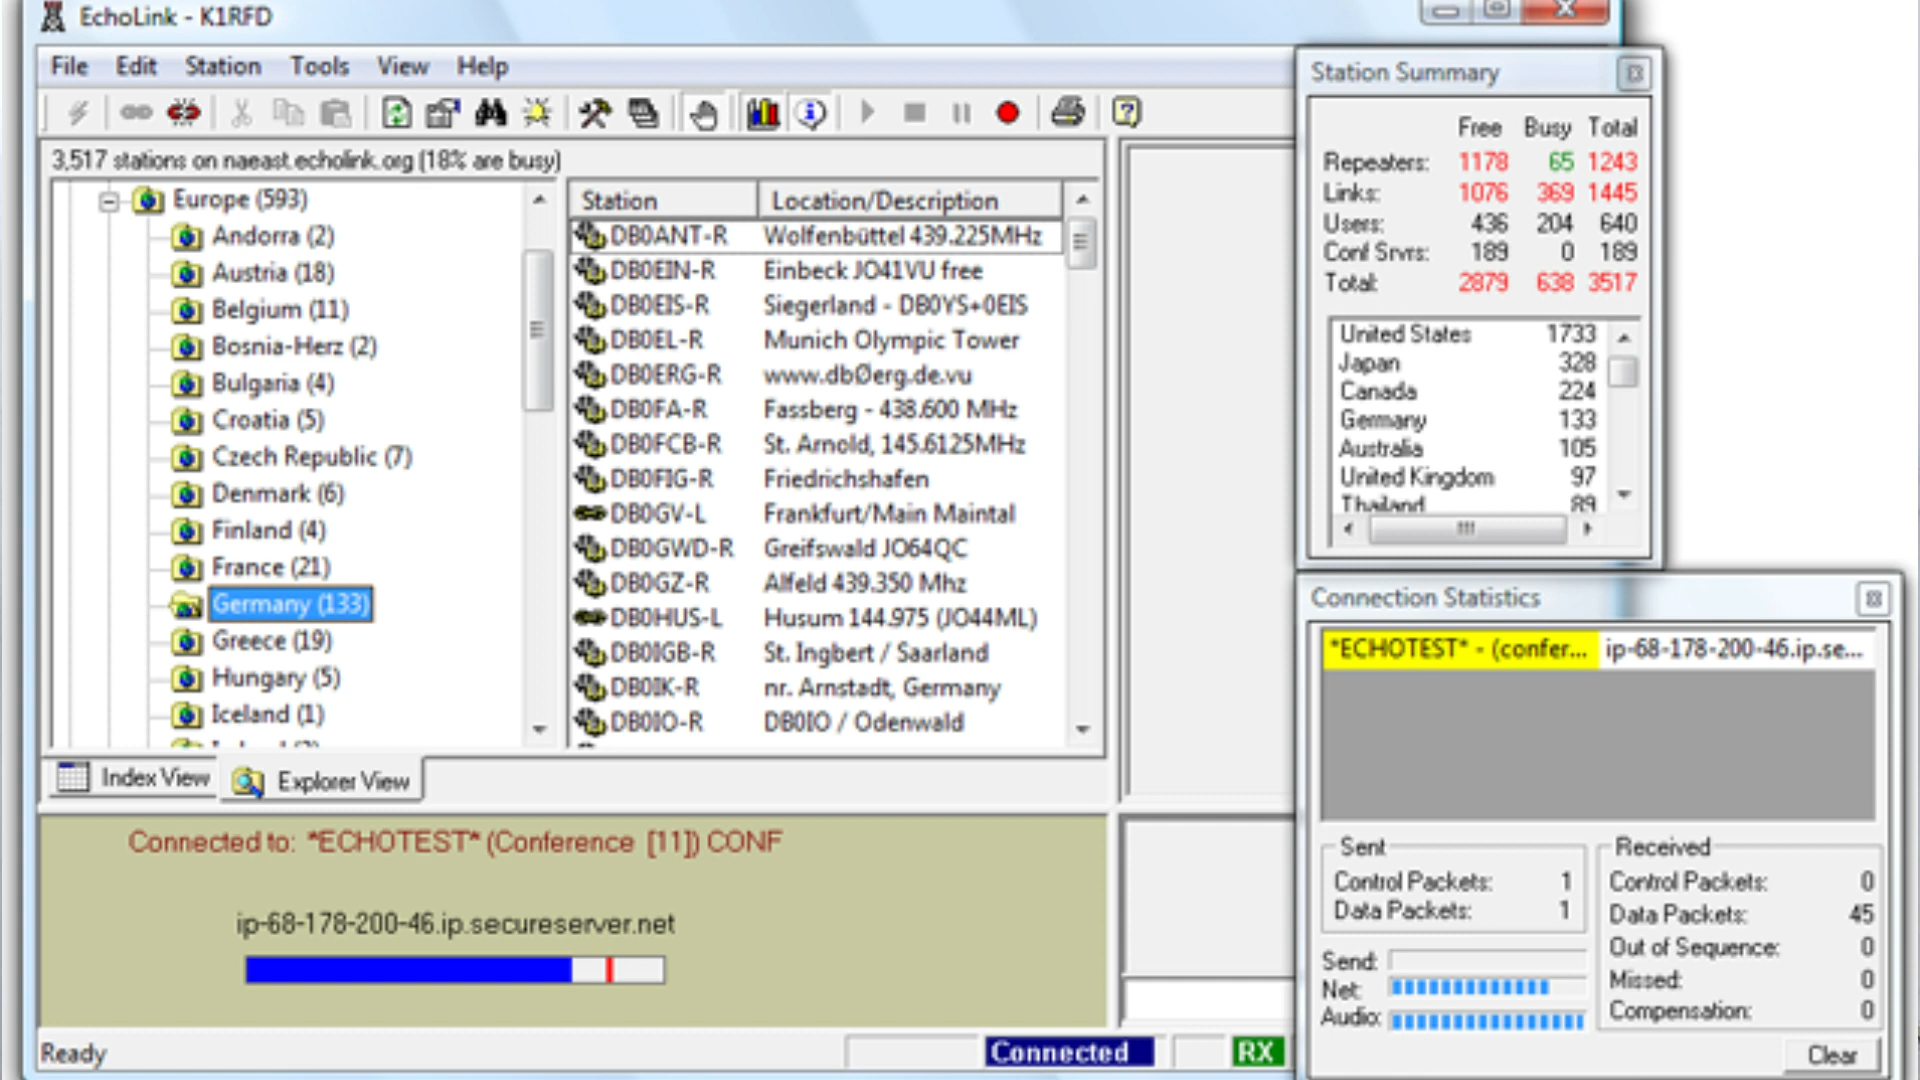 EchoLink - K1RFD
File Edit Station Tools View Help
3,517 stations on naeast.echolink.org (18% are busy)
Europe (593)
Andorra (2)
Austria (18)
Belgium (11)
Bosnia-Herz (2)
Bulgaria (4)
Croatia (5)
Czech Republic (7)
Denmark (6)
Finland (4)
France (21)
Germany (133)
Greece (19)
Hungary (5)
Iceland (1)
Station Location/Description
DB0ANT-R Wolfenbüttel 439.225MHz
DB0EIN-R Einbeck JO41VU free
DB0EIS-R Siegerland - DB0YS+0EIS
DB0EL-R Munich Olympic Tower
DB0ERG-R www.dbØerg.de.vu
DB0FA-R Fassberg - 438.600 MHz
DB0FCB-R St. Arnold, 145.6125MHz
DB0FIG-R Friedrichshafen
DB0GV-L Frankfurt/Main Maintal
DB0GWD-R Greifswald JO64QC
DB0GZ-R Alfeld 439.350 Mhz
DB0HUS-L Husum 144.975 (JO44ML)
DB0IGB-R St. Ingbert / Saarland
DB0IK-R nr. Arnstadt, Germany
DB0IO-R DB0IO / Odenwald
Index View Explorer View
Connected to: *ECHOTEST* (Conference [11]) CONF
ip-68-178-200-46.ip.secureserver.net
Ready Connected RX
Station Summary
Free Busy Total
Repeaters: 1178 65 1243
Links: 1076 369 1445
Users: 436 204 640
Conf Srvrs: 189 0 189
Total: 2879 638 3517
United States 1733
Japan 328
Canada 224
Germany 133
Australia 105
United Kingdom 97
Thailand 89
Connection Statistics
*ECHOTEST* - (confer... ip-68-178-200-46.ip.se...
Sent
Control Packets: 1
Data Packets: 1
Send:
Net:
Audio:
Received
Control Packets: 0
Data Packets: 45
Out of Sequence: 0
Missed: 0
Compensation: 0
Clear